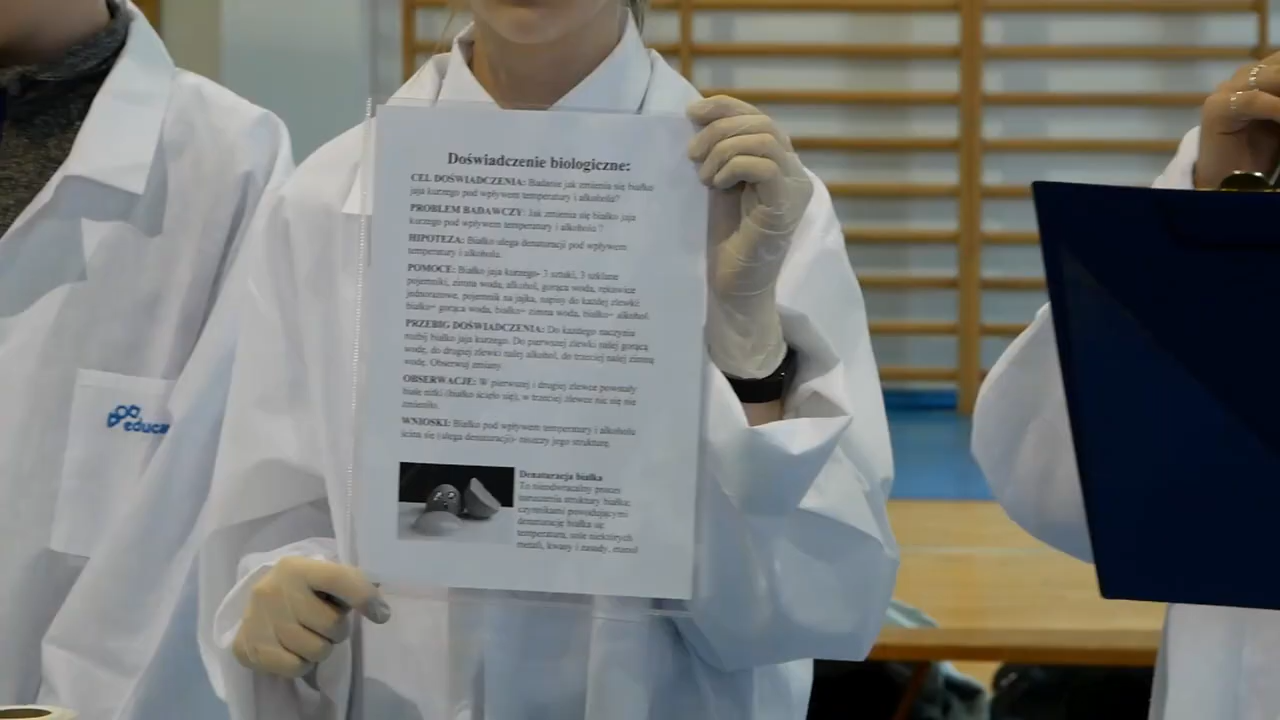 Doświadczenie biologiczne:
CEL DOŚWIADCZENIA: Badanie jak zmienia się białko
jaja kurzego pod wpływem temperatury i alkoholu?
PROBLEM BADAWCZY: Jak zmienia się białko jaja
kurzego pod wpływem temperatury i alkoholu ?
HIPOTEZA: Białko ulega denaturacji pod wpływem
temperatury i alkoholu.
POMOCE: Białko jaja kurzego- 3 sztuki, 3 szklane
pojemniki, zimna woda, alkohol, gorąca woda, rękawice
jednorazowe, pojemnik na jajka, napisy do każdej zlewki:
białko+ gorąca woda, białko+ zimna woda, białko+ alkohol.
PRZEBIG DOŚWIADCZENIA: Do każdego naczynia
rozbij białko jaja kurzego. Do pierwszej zlewki nalej gorącą
wodę, do drugiej zlewki nalej alkohol, do trzeciej nalej zimną
wodę. Obserwuj zmiany.
OBSERWACJE: W pierwszej i drugiej zlewce powstały
białe nitki (białko ścięło się), w trzeciej zlewce nic się nie
zmieniło.
WNIOSKI: Białko pod wpływem temperatury i alkoholu
ścina się (ulega denaturacji)- niszczy jego strukturę.
Denaturacja białka
To nieodwracalny proces
zniszczenia struktury białka;
czynnikami powodującymi
denaturację białka są:
temperatura, sole niektórych
metali, kwasy i zasady, etanol
educa